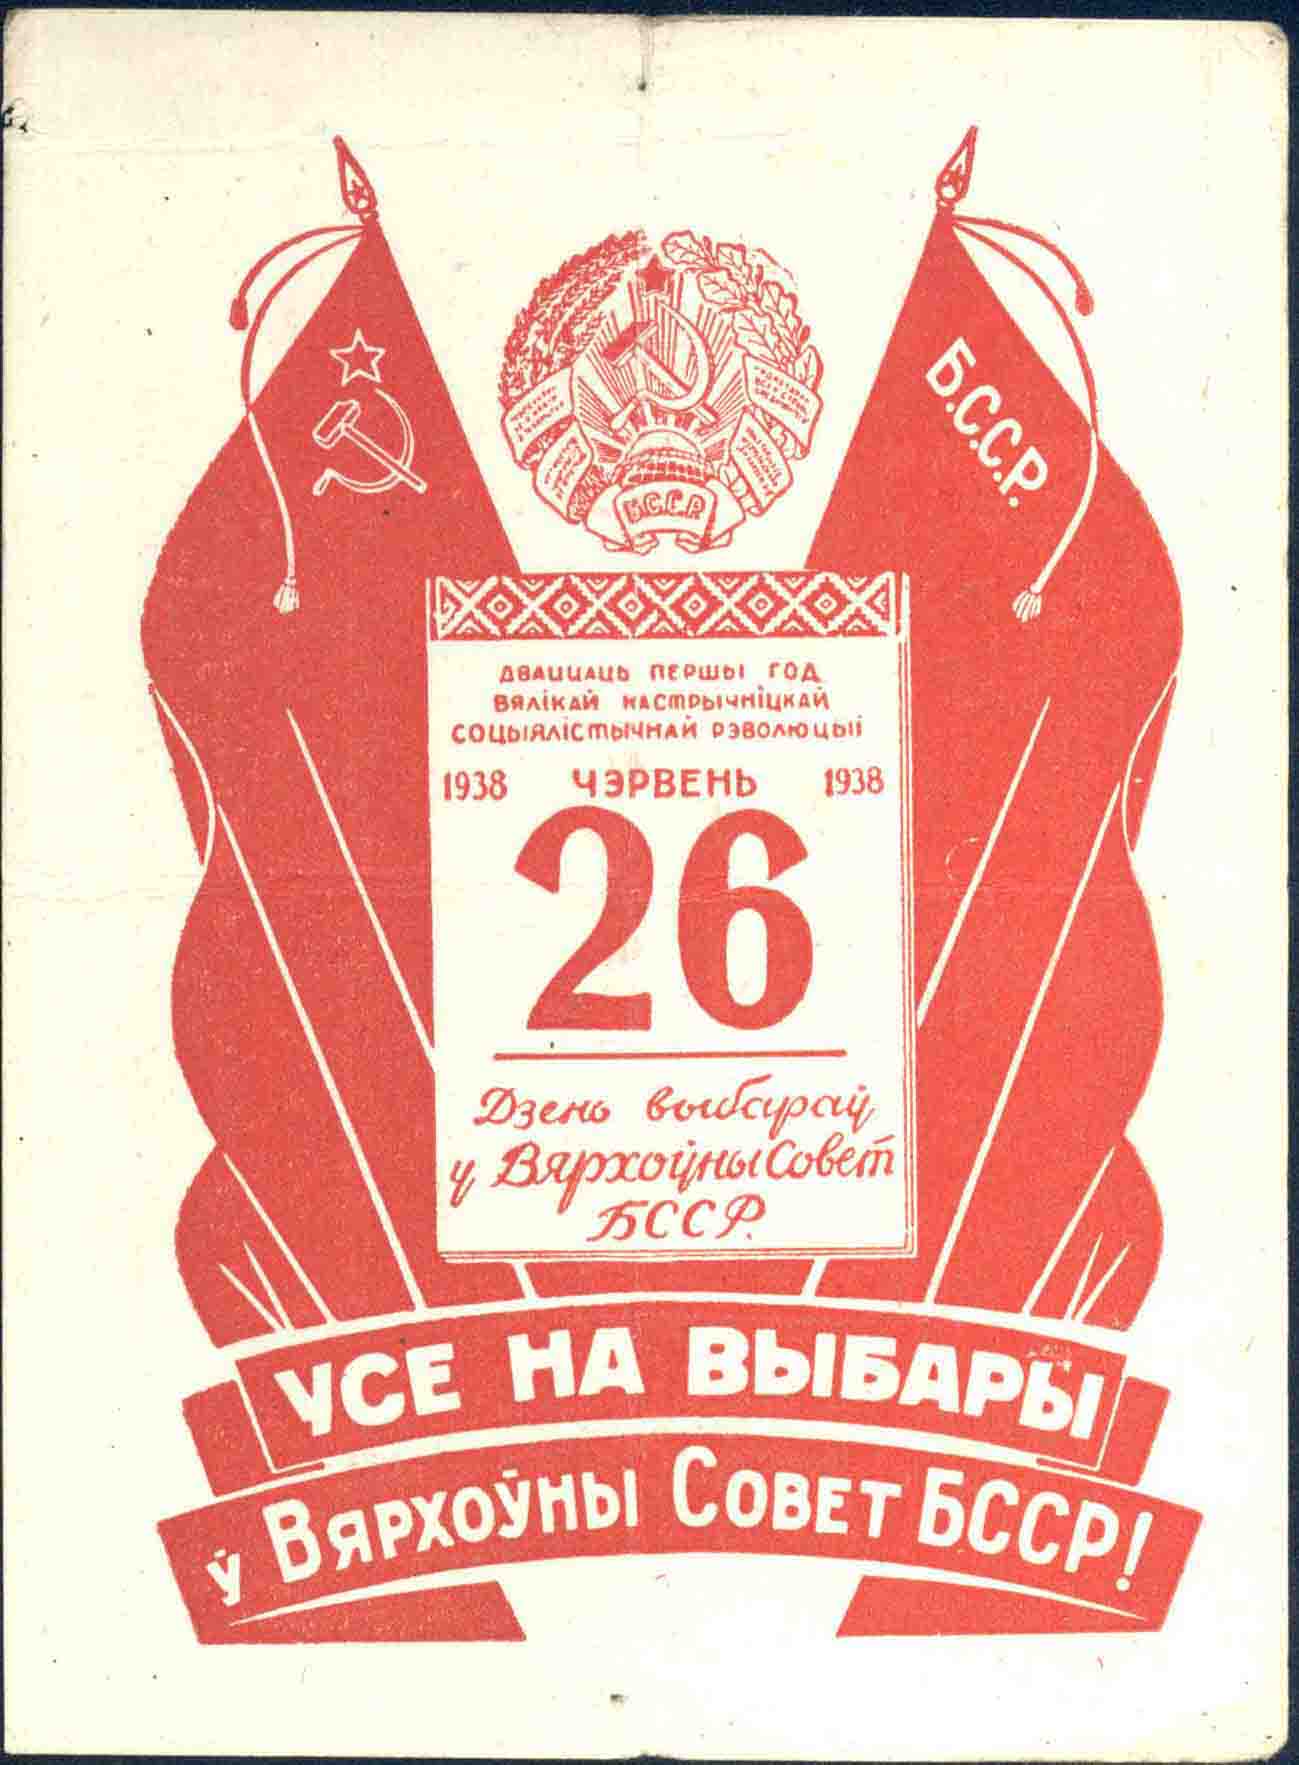 Б.С.С.Р.
БССР
ДВАЦЦАЦЬ ПЕРШЫ ГОД
ВЯЛІКАЙ КАСТРЫЧНІЦКАЙ
СОЦЫЯЛІСТЫЧНАЙ РЭВОЛЮЦЫІ
1938 ЧЭРВЕНЬ 1938
26
Дзень выбараў
у Вярхоўны Совет
БССР.
УСЕ НА ВЫБАРЫ
ў ВЯРХОЎНЫ СОВЕТ БССР!